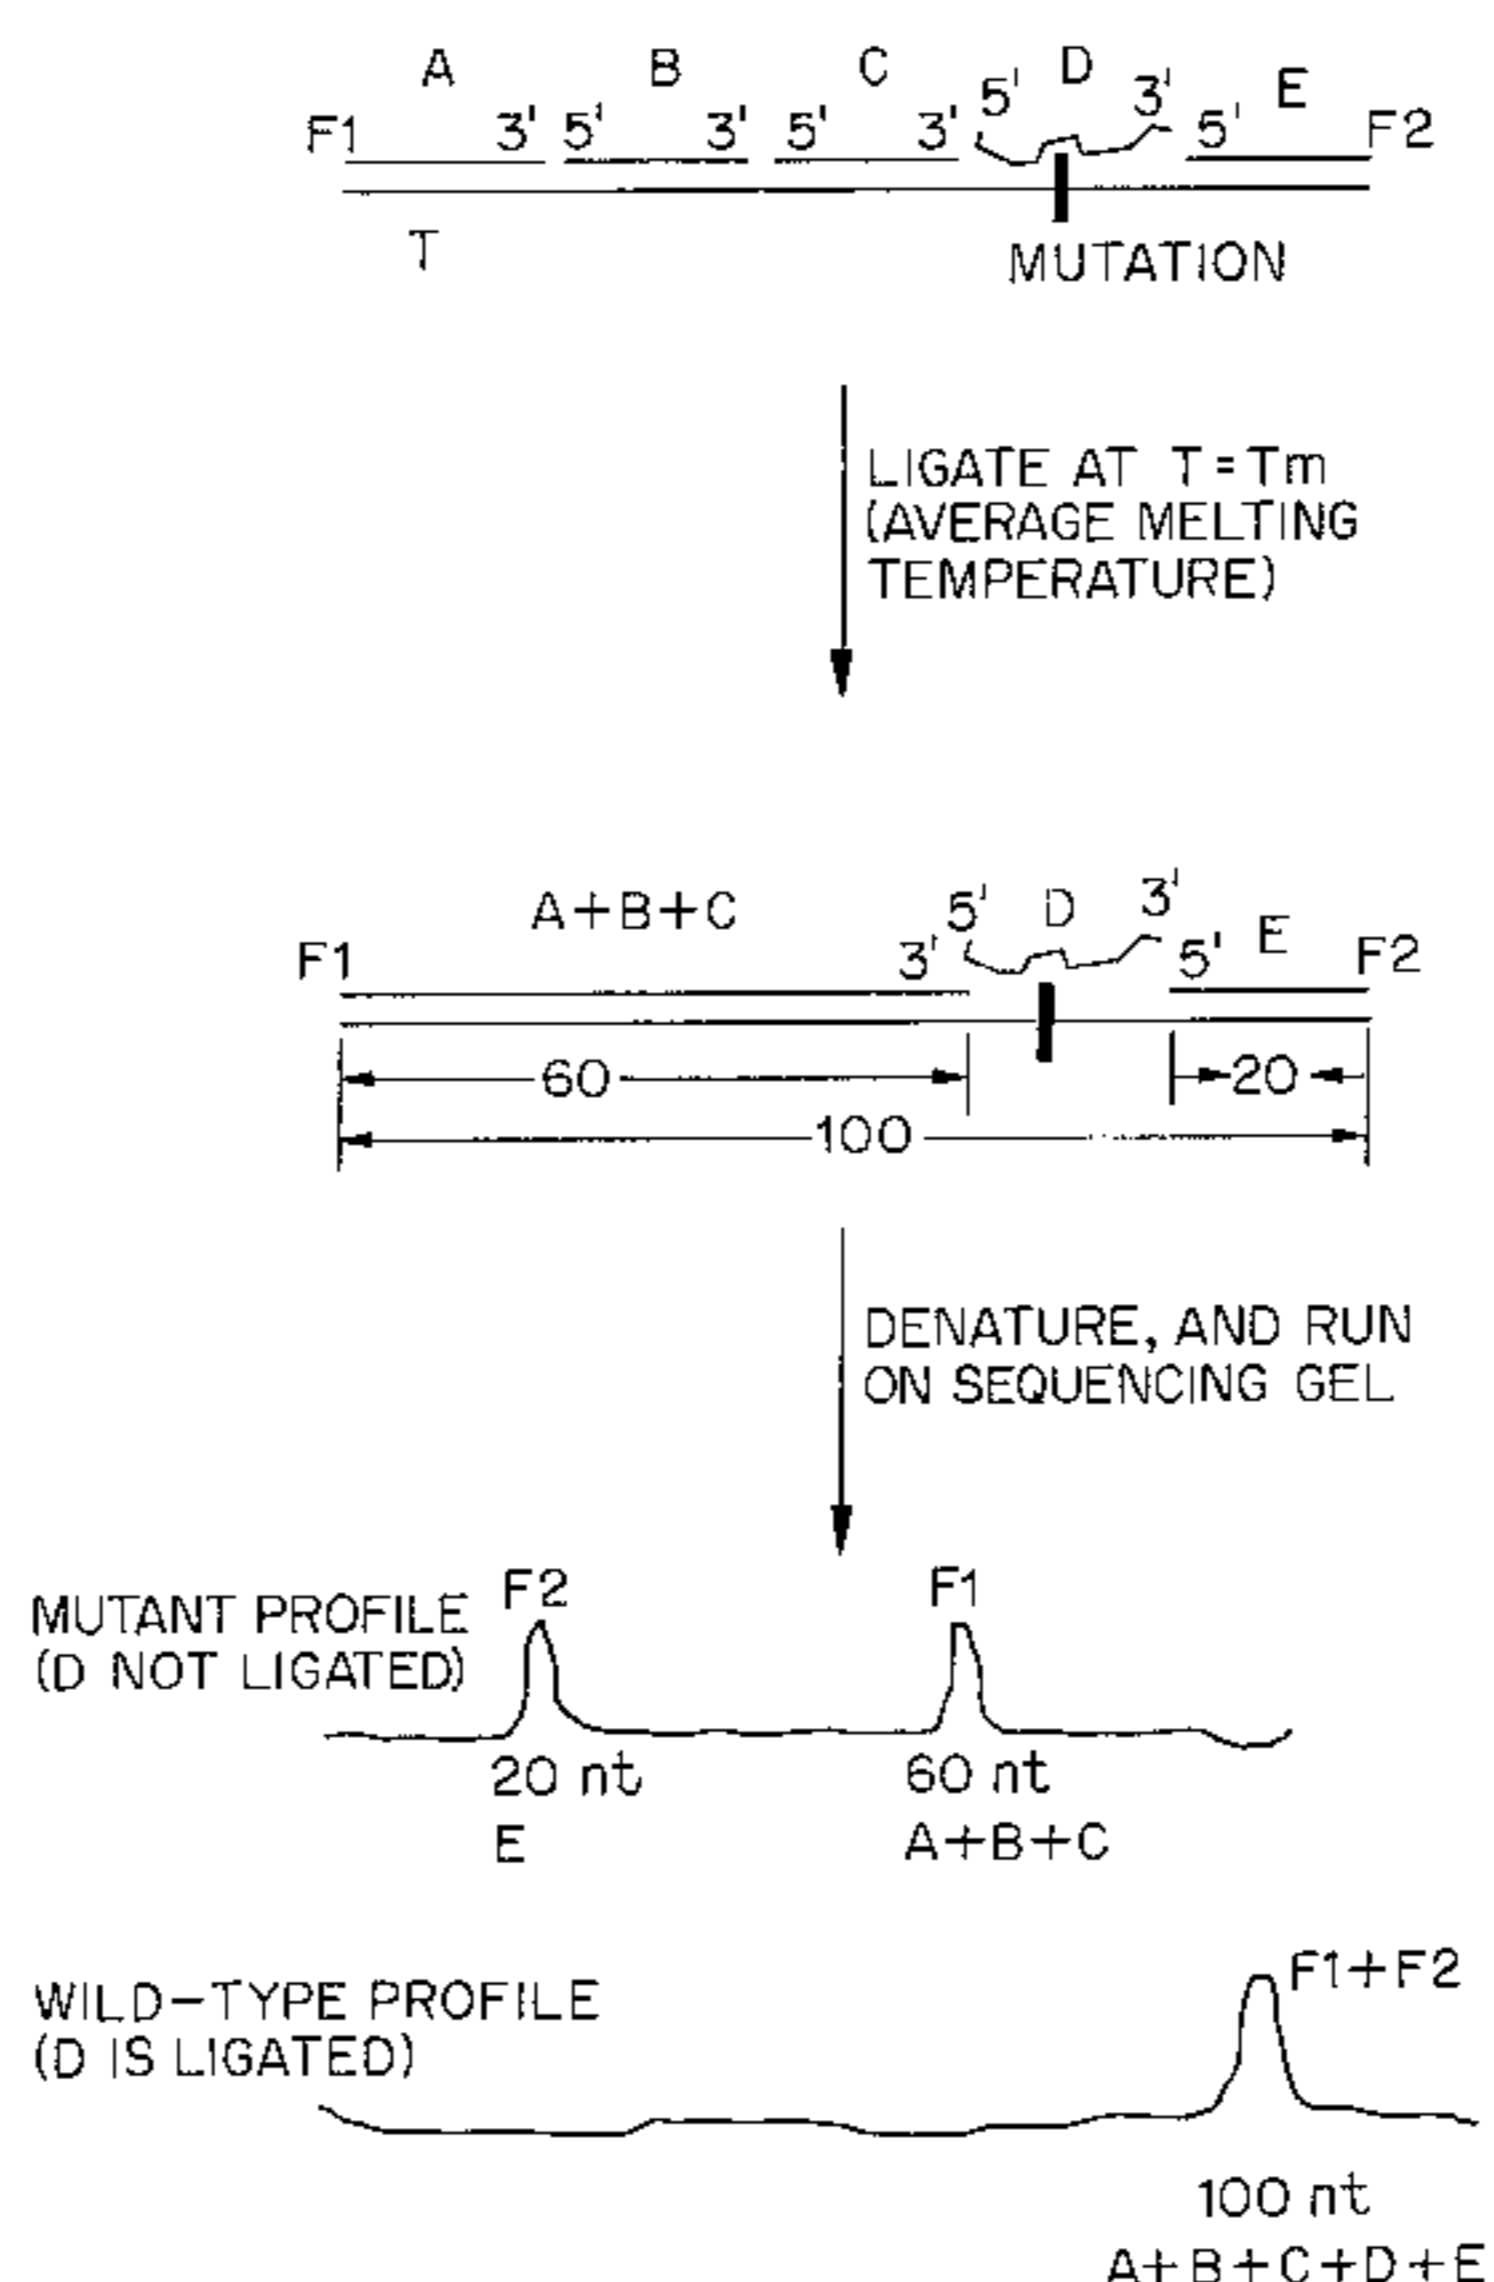 A B C 5' D 3' E
F1 3' 5' 3' 5' 3' 5' F2
T
MUTATION
LIGATE AT T = Tm
(AVERAGE MELTING
TEMPERATURE)
A+B+C 5' D 3' E
F1 3' 5' F2
60 20
100
DENATURE, AND RUN
ON SEQUENCING GEL
MUTANT PROFILE
(D NOT LIGATED)
F2 F1
20 nt 60 nt
E A+B+C
WILD-TYPE PROFILE
(D IS LIGATED)
F1+F2
100 nt
A+B+C+D+E